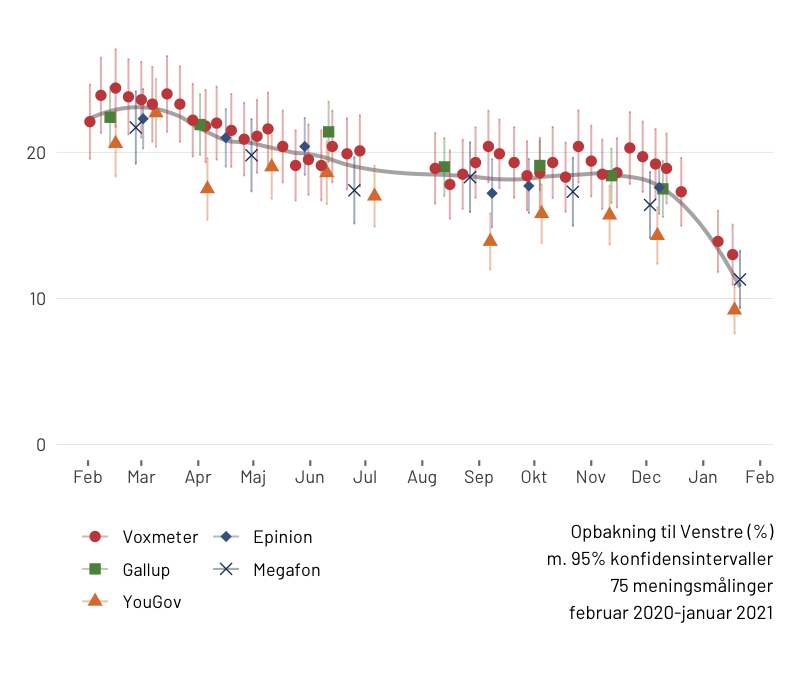 20
10
0
Feb Mar Apr Maj Jun Jul Aug Sep Okt Nov Dec Jan Feb
Voxmeter Epinion
Gallup Megafon
YouGov
Opbakning til Venstre (%)
m. 95% konfidensintervaller
75 meningsmålinger
februar 2020-januar 2021